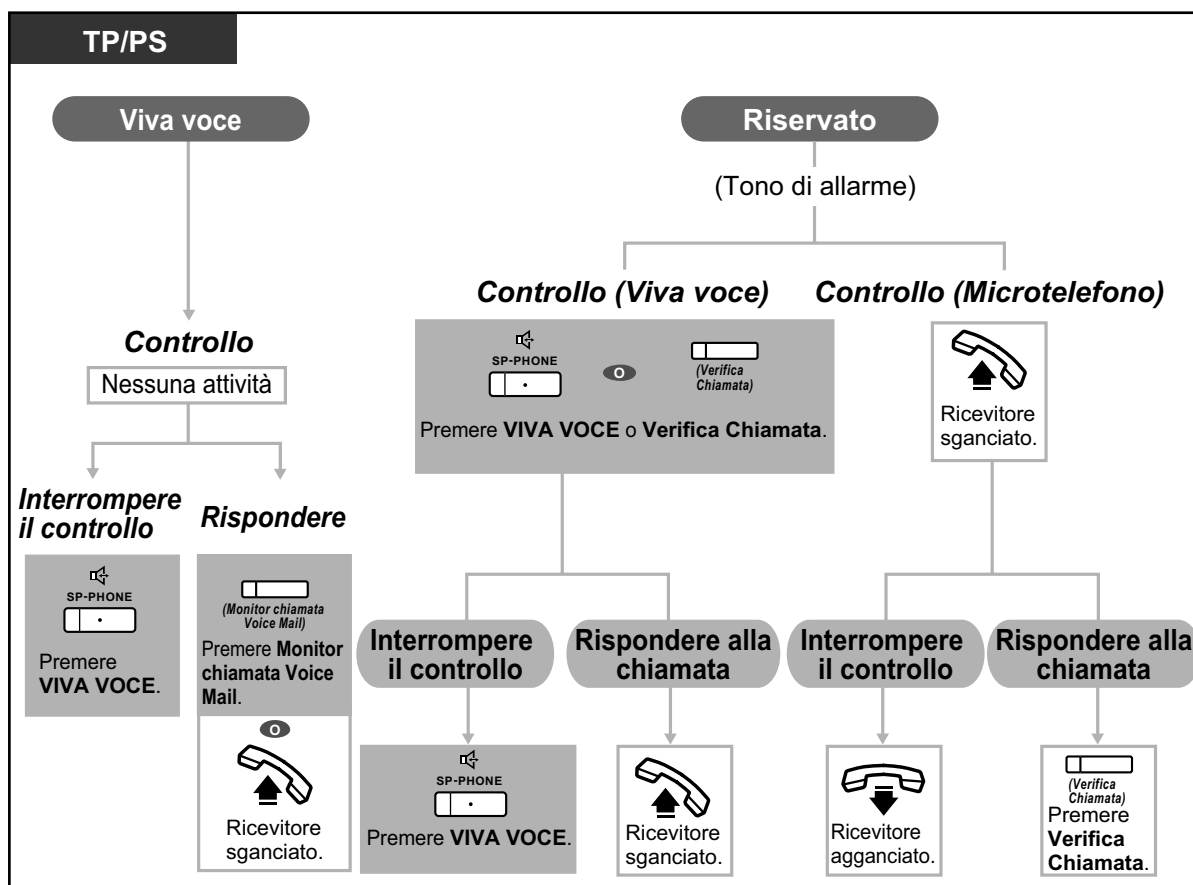 TP/PS
Viva voce
Controllo
Nessuna attività
Interrompere
il controllo
SP-PHONE
Premere
VIVA VOCE.
Rispondere
(Monitor chiamata
Voice Mail)
Premere Monitor
chiamata Voice
Mail.
O
Ricevitore
sganciato.
Riservato
(Tono di allarme)
Controllo (Viva voce)
SP-PHONE
O
(Verifica
Chiamata)
Premere VIVA VOCE o Verifica Chiamata.
Interrompere
il controllo
SP-PHONE
Premere VIVA VOCE.
Rispondere alla
chiamata
Ricevitore
sganciato.
Controllo (Microtelefono)
Ricevitore
sganciato.
Interrompere
il controllo
Ricevitore
agganciato.
Rispondere alla
chiamata
(Verifica
Chiamata)
Premere
Verifica
Chiamata.